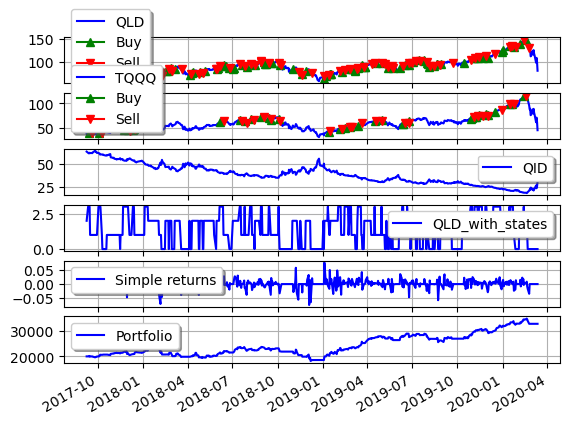 QLD
Buy
Sell
150
100
TQQQ
Buy
Sell
100
50
QID
50
25
QLD_with_states
2.5
0.0
Simple returns
0.05
0.00
−0.05
Portfolio
30000
20000
2017-10 2018-01 2018-04 2018-07 2018-10 2019-01 2019-04 2019-07 2019-10 2020-01 2020-04